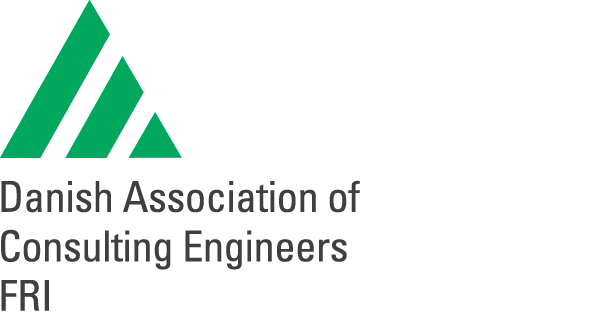 Danish Association of
Consulting Engineers
FRI